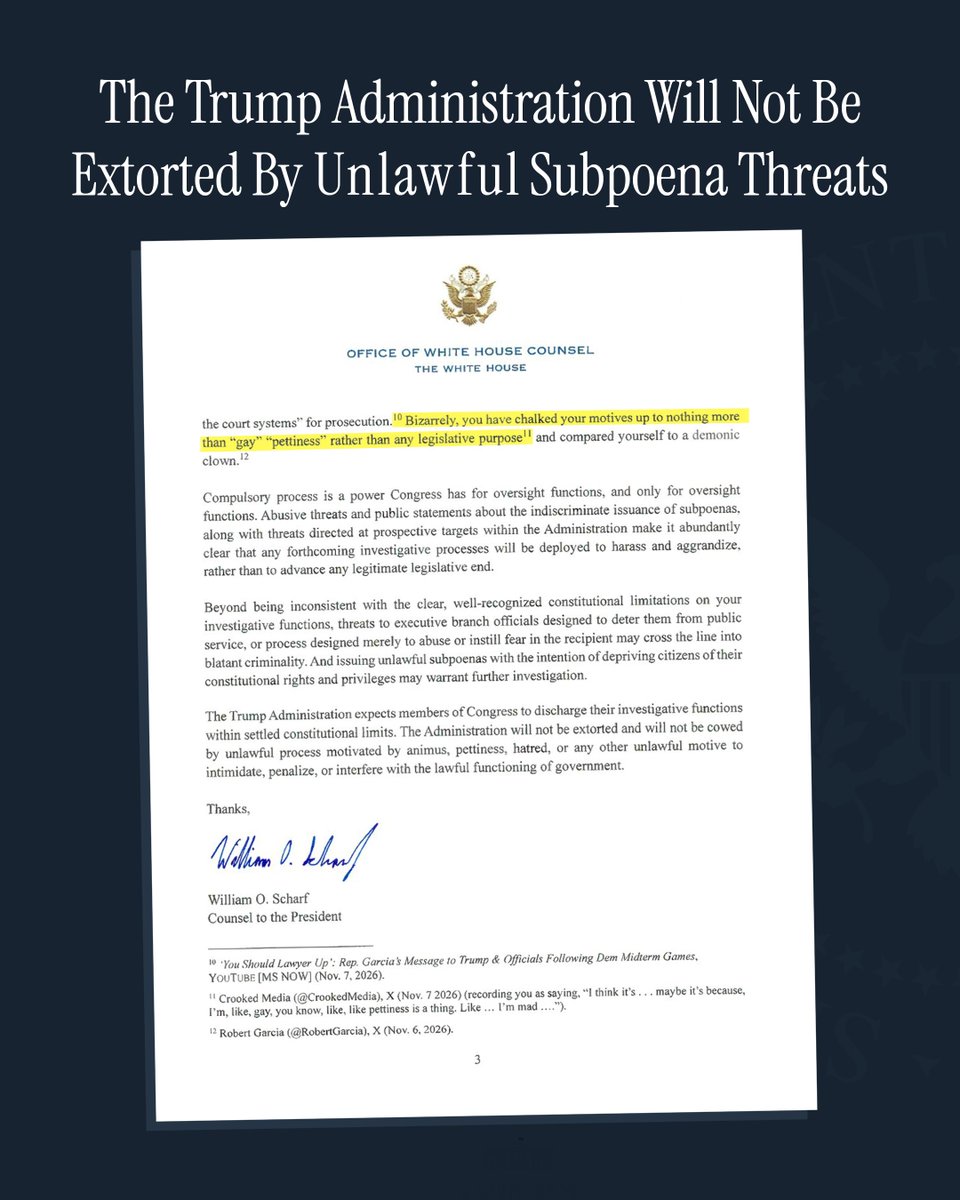 The Trump Administration Will Not Be
Extorted By Unlawful Subpoena Threats
OFFICE OF WHITE HOUSE COUNSEL
THE WHITE HOUSE
the court systems” for prosecution.¹⁰ Bizarrely, you have chalked your motives up to nothing more
than “gay” “pettiness” rather than any legislative purpose¹¹ and compared yourself to a demonic
clown.¹²
Compulsory process is a power Congress has for oversight functions, and only for oversight
functions. Abusive threats and public statements about the indiscriminate issuance of subpoenas,
along with threats directed at prospective targets within the Administration make it abundantly
clear that any forthcoming investigative processes will be deployed to harass and aggrandize,
rather than to advance any legitimate legislative end.
Beyond being inconsistent with the clear, well-recognized constitutional limitations on your
investigative functions, threats to executive branch officials designed to deter them from public
service, or process designed merely to abuse or instill fear in the recipient may cross the line into
blatant criminality. And issuing unlawful subpoenas with the intention of depriving citizens of their
constitutional rights and privileges may warrant further investigation.
The Trump Administration expects members of Congress to discharge their investigative functions
within settled constitutional limits. The Administration will not be extorted and will not be cowed
by unlawful process motivated by animus, pettiness, hatred, or any other unlawful motive to
intimidate, penalize, or interfere with the lawful functioning of government.
Thanks,
William O. Scharf
William O. Scharf
Counsel to the President
¹⁰ ‘You Should Lawyer Up’: Rep. Garcia’s Message to Trump & Officials Following Dem Midterm Games,
YOUTUBE [MS NOW] (Nov. 7, 2026).
¹¹ Crooked Media (@CrookedMedia), X (Nov. 7 2026) (recording you as saying, “I think it’s . . . maybe it’s because,
I’m, like, gay, you know, like, like pettiness is a thing. Like … I’m mad ….”).
¹² Robert Garcia (@RobertGarcia), X (Nov. 6, 2026).
3